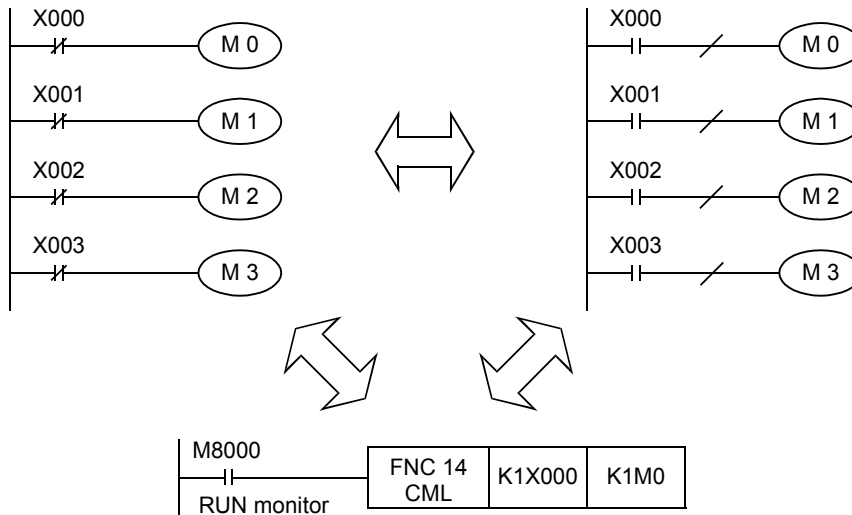 X000
M 0
X001
M 1
X002
M 2
X003
M 3
X000
M 0
X001
M 1
X002
M 2
X003
M 3
M8000
RUN monitor
FNC 14
CML
K1X000
K1M0